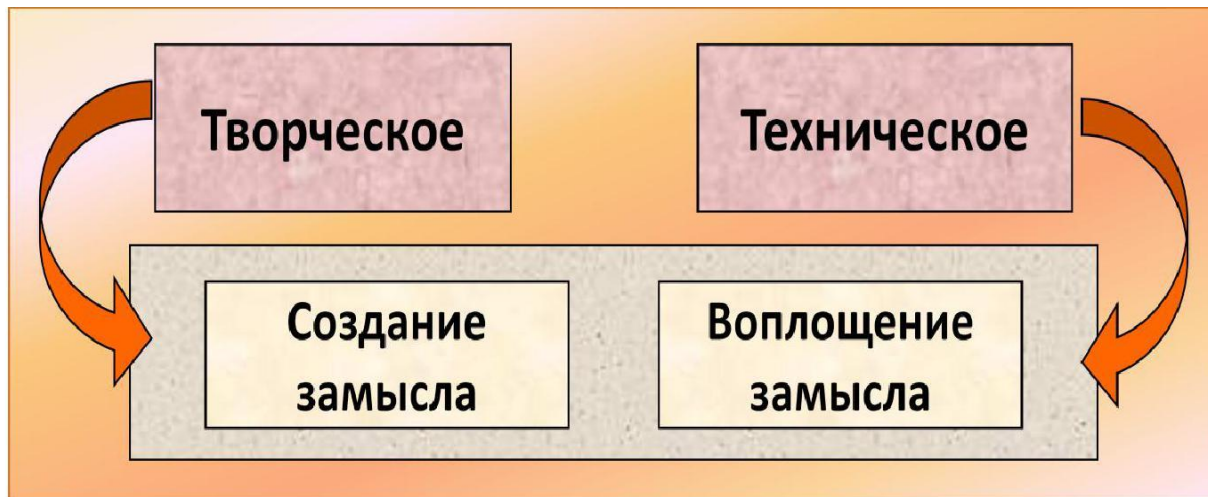 Творческое
Техническое
Создание
замысла
Воплощение
замысла